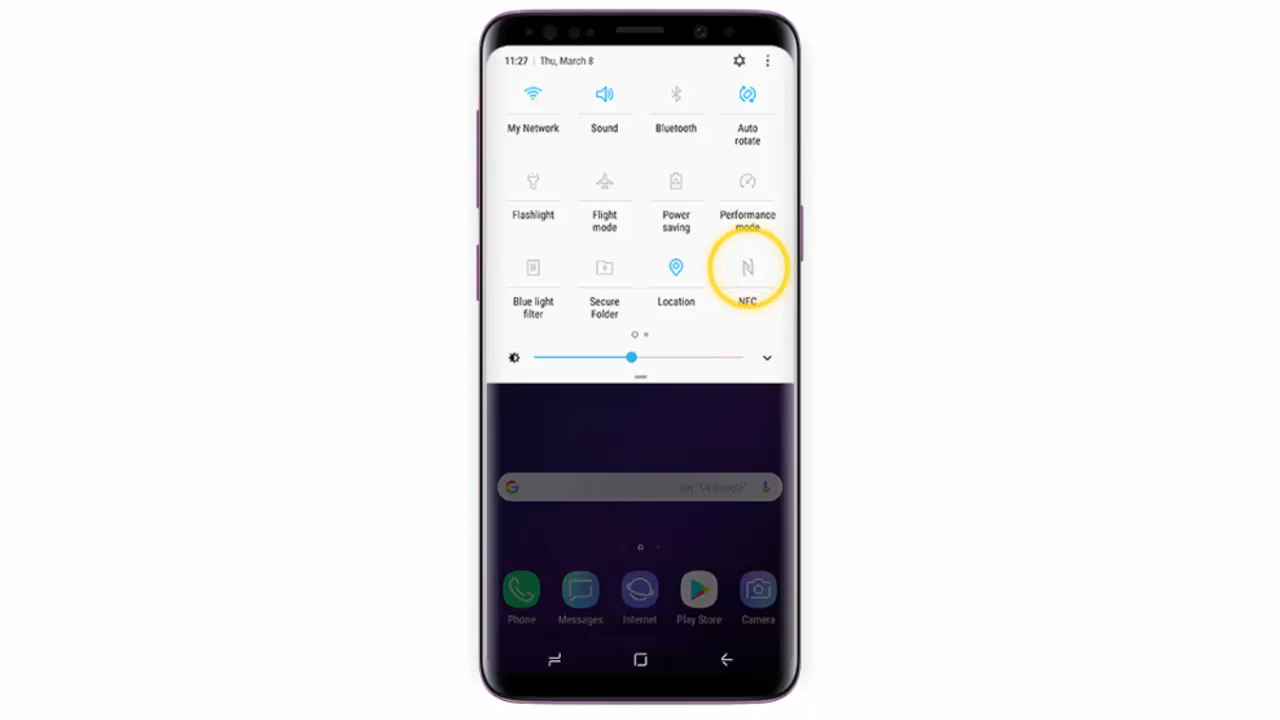 11:27 | Thu, March 8
My Network Sound Bluetooth Auto
rotate
Flashlight Flight Power Performance
mode saving mode
Blue light Secure Location NFC
filter Folder
Say "Ok Google"
Phone Messages Internet Play Store Camera